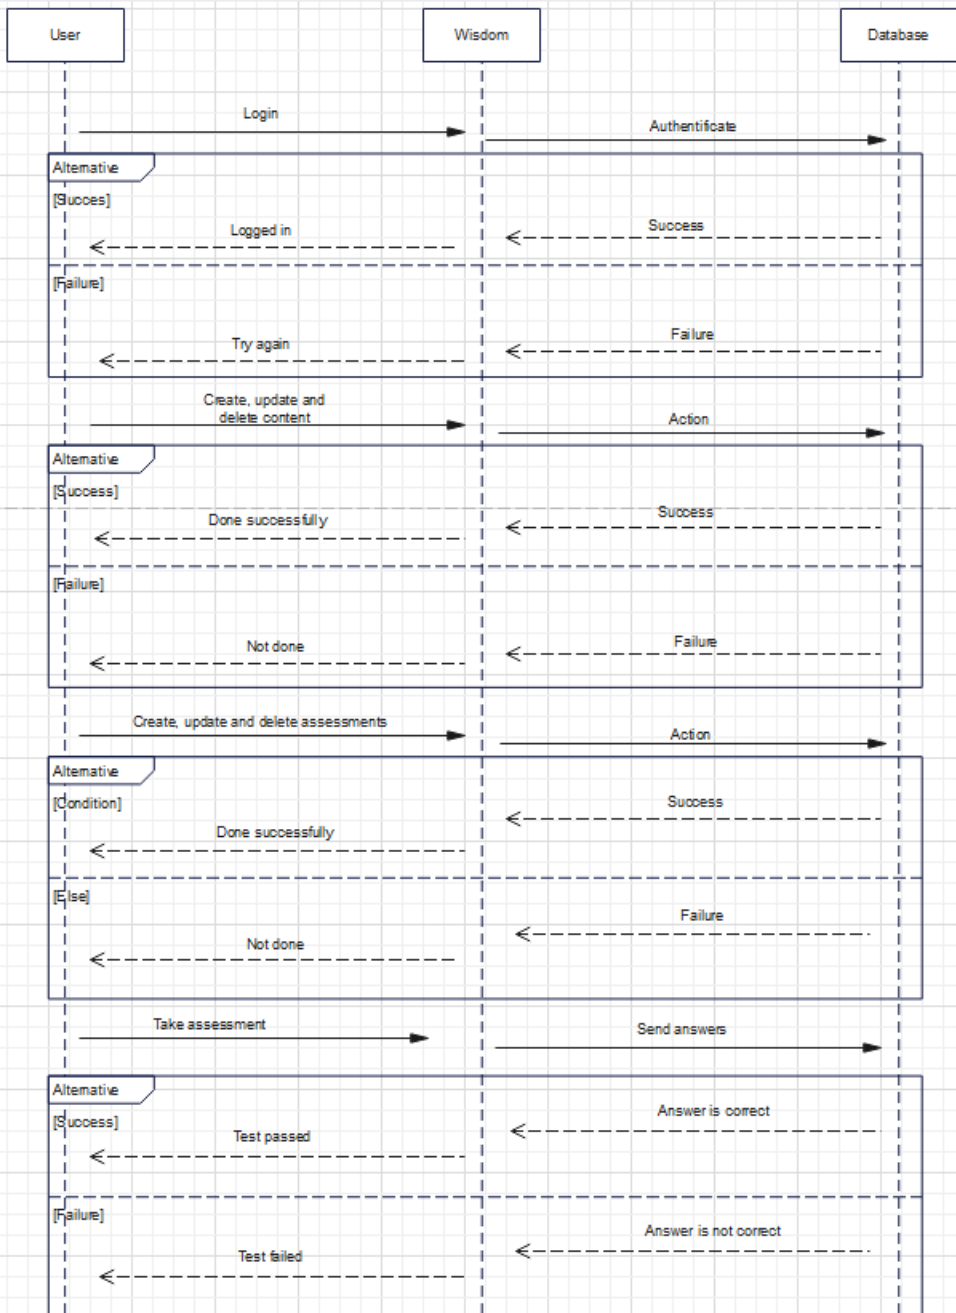 User
Wisdom
Database
Login
Authentificate
Alternative
[Succes]
Success
Logged in
[Failure]
Failure
Try again
Create, update and
delete content
Action
Alternative
[Success]
Success
Done successfully
[Failure]
Failure
Not done
Create, update and delete assessments
Action
Alternative
[Condition]
Success
Done successfully
[Else]
Failure
Not done
Take assessment
Send answers
Alternative
[Success]
Answer is correct
Test passed
[Failure]
Answer is not correct
Test failed